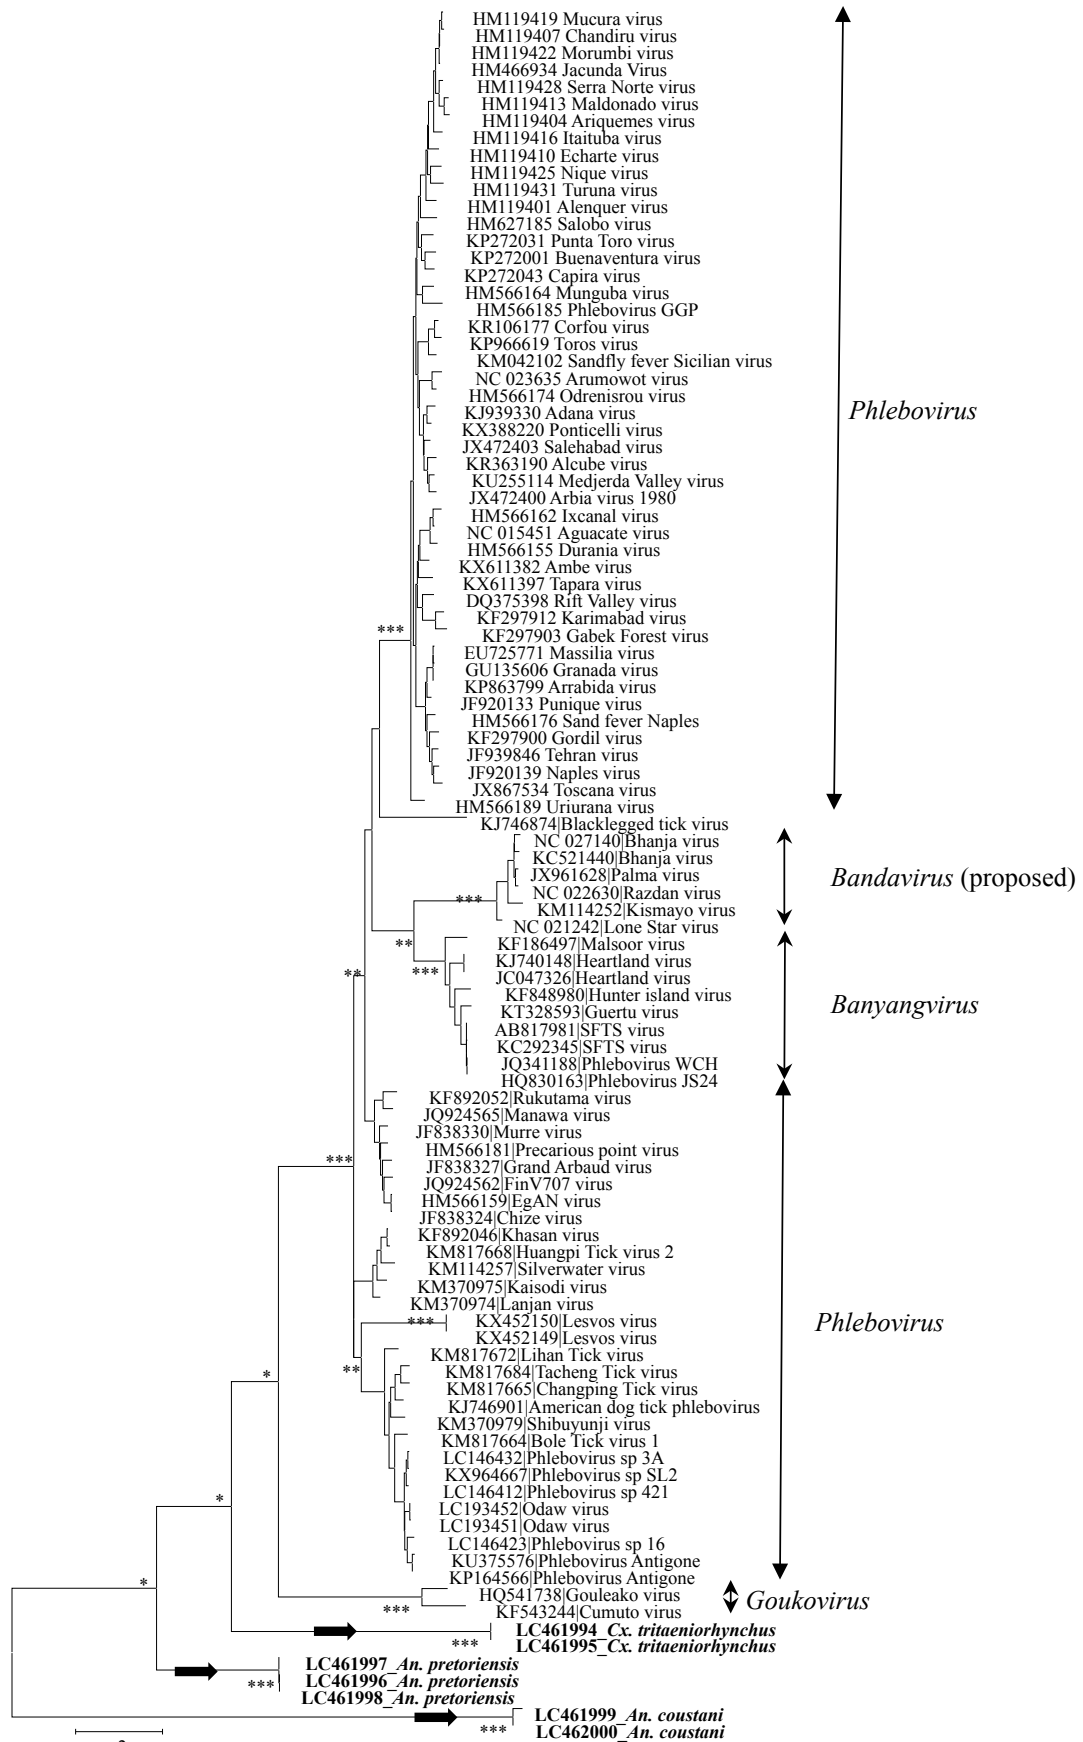 HM119419 Mucura virus
HM119407 Chandiru virus
HM119422 Morumbi virus
HM466934 Jacunda Virus
HM119428 Serra Norte virus
HM119413 Maldonado virus
HM119404 Ariquemes virus
HM119416 Itaituba virus
HM119410 Echarte virus
HM119425 Nique virus
HM119431 Turuna virus
HM119401 Alenquer virus
HM627185 Salobo virus
KP272031 Punta Toro virus
KP272001 Buenaventura virus
KP272043 Capira virus
HM566164 Munguba virus
HM566185 Phlebovirus GGP
KR106177 Corfou virus
KP966619 Toros virus
KM042102 Sandfly fever Sicilian virus
NC 023635 Arumowot virus
HM566174 Odrenisrou virus
KJ939330 Adana virus
Phlebovirus
KX388220 Ponticelli virus
JX472403 Salehabad virus
KR363190 Alcube virus
KU255114 Medjerda Valley virus
JX472400 Arbia virus 1980
HM566162 Ixcanal virus
NC 015451 Aguacate virus
HM566155 Durania virus
KX611382 Ambe virus
KX611397 Tapara virus
DQ375398 Rift Valley virus
KF297912 Karimabad virus
*** KF297903 Gabek Forest virus
EU725771 Massilia virus
GU135606 Granada virus
KP863799 Arrabida virus
JF920133 Punique virus
HM566176 Sand fever Naples
KF297900 Gordil virus
JF939846 Tehran virus
JF920139 Naples virus
JX867534 Toscana virus
HM566189 Uriurana virus
KJ746874|Blacklegged tick virus
NC 027140|Bhanja virus
KC521440|Bhanja virus
JX961628|Palma virus
Bandavirus (proposed)
NC 022630|Razdan virus
***
KM114252|Kismayo virus
NC 021242|Lone Star virus
** KF186497|Malsoor virus
KJ740148|Heartland virus
** *** JC047326|Heartland virus
KF848980|Hunter island virus
Banyangvirus
KT328593|Guertu virus
AB817981|SFTS virus
KC292345|SFTS virus
JQ341188|Phlebovirus WCH
HQ830163|Phlebovirus JS24
KF892052|Rukutama virus
JQ924565|Manawa virus
JF838330|Murre virus
HM566181|Precarious point virus
*** JF838327|Grand Arbaud virus
JQ924562|FinV707 virus
HM566159|EgAN virus
JF838324|Chize virus
KF892046|Khasan virus
KM817668|Huangpi Tick virus 2
KM114257|Silverwater virus
KM370975|Kaisodi virus
KM370974|Lanjan virus
*** KX452150|Lesvos virus
Phlebovirus
KX452149|Lesvos virus
KM817672|Lihan Tick virus
** KM817684|Tacheng Tick virus
* KM817665|Changping Tick virus
KJ746901|American dog tick phlebovirus
KM370979|Shibuyunji virus
KM817664|Bole Tick virus 1
LC146432|Phlebovirus sp 3A
KX964667|Phlebovirus sp SL2
LC146412|Phlebovirus sp 421
* LC193452|Odaw virus
LC193451|Odaw virus
LC146423|Phlebovirus sp 16
KU375576|Phlebovirus Antigone
* KP164566|Phlebovirus Antigone
HQ541738|Gouleako virus
Goukovirus
*** KF543244|Cumuto virus
LC461994_Cx. tritaeniorhynchus
*** LC461995_Cx. tritaeniorhynchus
LC461997_An. pretoriensis
*** LC461996_An. pretoriensis
LC461998_An. pretoriensis
LC461999_An. coustani
*** LC462000_An. coustani